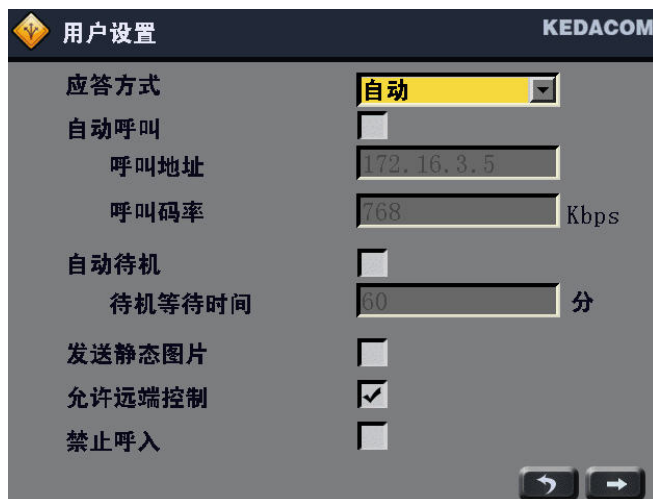 用户设置 KEDACOM
应答方式 自动
自动呼叫
呼叫地址 172.16.3.5
呼叫码率 768 Kbps
自动待机
待机等待时间 60 分
发送静态图片
允许远端控制
禁止呼入